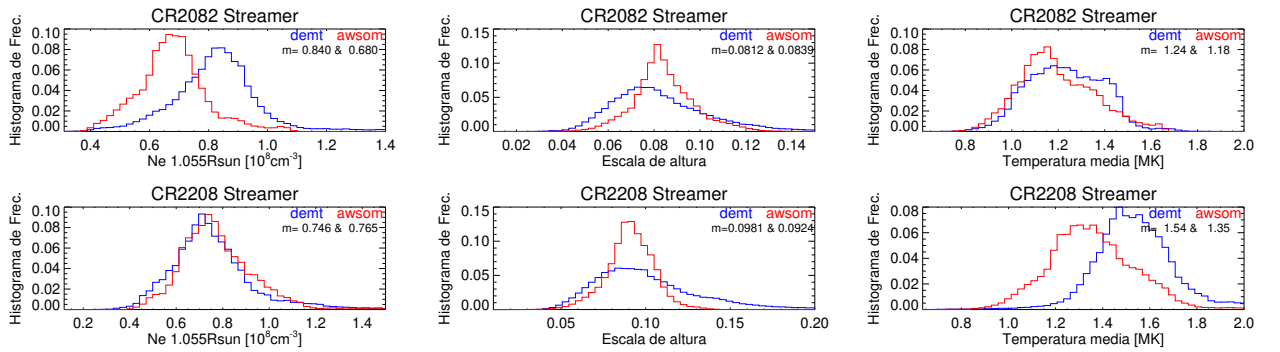 CR2082 Streamer
demt awsom
m= 0.840 & 0.680
Histograma de Frec.
0.10
0.08
0.06
0.04
0.02
0.00
0.4 0.6 0.8 1.0 1.2 1.4
Ne 1.055Rsun [10⁸cm⁻³]
CR2082 Streamer
demt awsom
m=0.0812 & 0.0839
Histograma de Frec.
0.15
0.10
0.05
0.00
0.02 0.04 0.06 0.08 0.10 0.12 0.14
Escala de altura
CR2082 Streamer
demt awsom
m= 1.24 & 1.18
Histograma de Frec.
0.10
0.08
0.06
0.04
0.02
0.00
0.8 1.0 1.2 1.4 1.6 1.8 2.0
Temperatura media [MK]
CR2208 Streamer
demt awsom
m= 0.746 & 0.765
Histograma de Frec.
0.10
0.08
0.06
0.04
0.02
0.00
0.2 0.4 0.6 0.8 1.0 1.2 1.4
Ne 1.055Rsun [10⁸cm⁻³]
CR2208 Streamer
demt awsom
m=0.0981 & 0.0924
Histograma de Frec.
0.15
0.10
0.05
0.00
0.05 0.10 0.15 0.20
Escala de altura
CR2208 Streamer
demt awsom
m= 1.54 & 1.35
Histograma de Frec.
0.08
0.06
0.04
0.02
0.00
0.8 1.0 1.2 1.4 1.6 1.8 2.0
Temperatura media [MK]